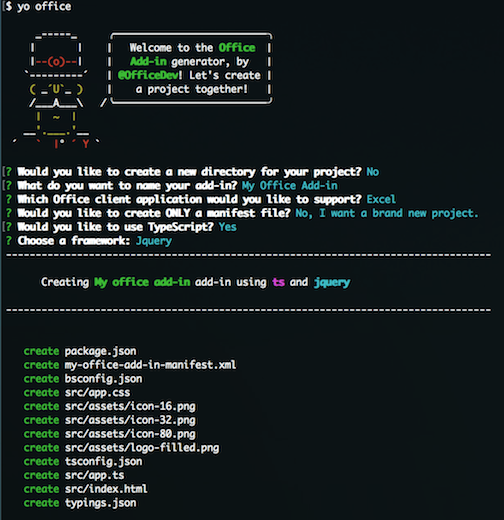 $ yo office
Welcome to the Office
Add-in generator, by
@OfficeDev! Let's create
a project together!
? Would you like to create a new directory for your project? No
? What do you want to name your add-in? My Office Add-in
? Which Office client application would you like to support? Excel
? Would you like to create ONLY a manifest file? No, I want a brand new project.
? Would you like to use TypeScript? Yes
? Choose a framework: Jquery
Creating My office add-in add-in using ts and jquery
create package.json
create my-office-add-in-manifest.xml
create bsconfig.json
create src/app.css
create src/assets/icon-16.png
create src/assets/icon-32.png
create src/assets/icon-80.png
create src/assets/logo-filled.png
create tsconfig.json
create src/app.ts
create src/index.html
create typings.json